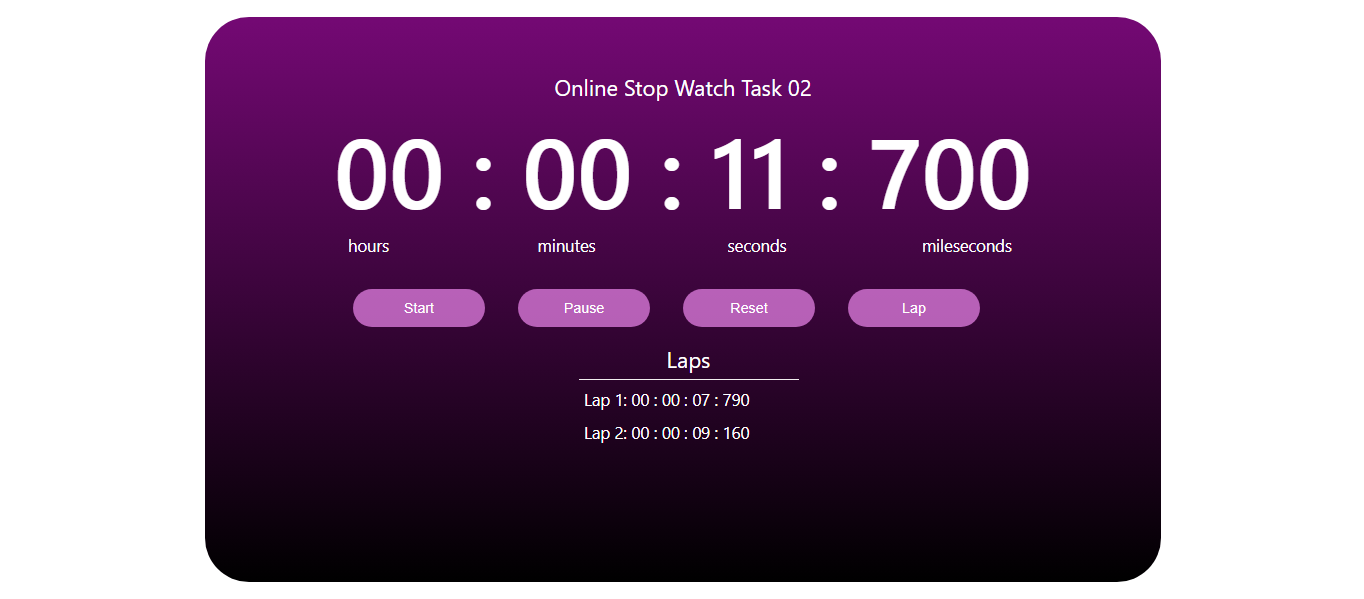 Online Stop Watch Task 02
00 : 00 : 11 : 700
hours minutes seconds mileseconds
Start Pause Reset Lap
Laps
Lap 1: 00 : 00 : 07 : 790
Lap 2: 00 : 00 : 09 : 160